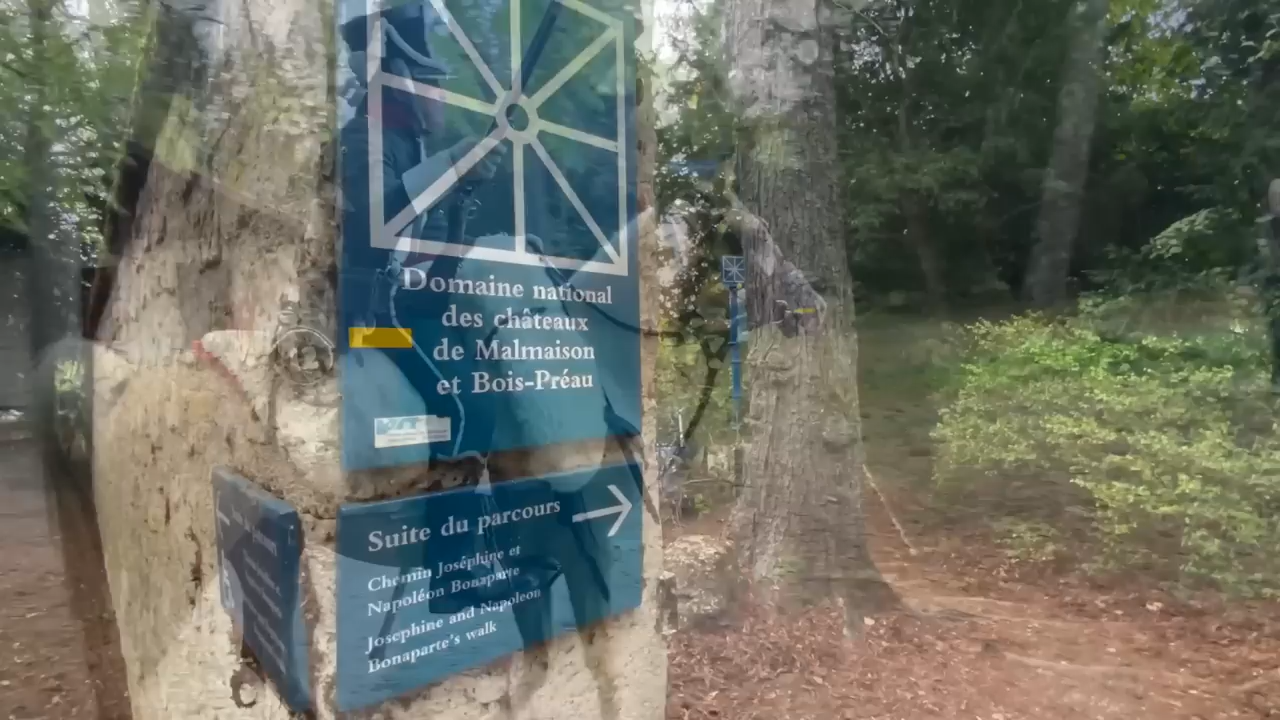 Domaine national
des châteaux
de Malmaison
et Bois-Préau
Suite du parcours
Chemin Joséphine et
Napoléon Bonaparte
Josephine and Napoleon
Bonaparte's walk